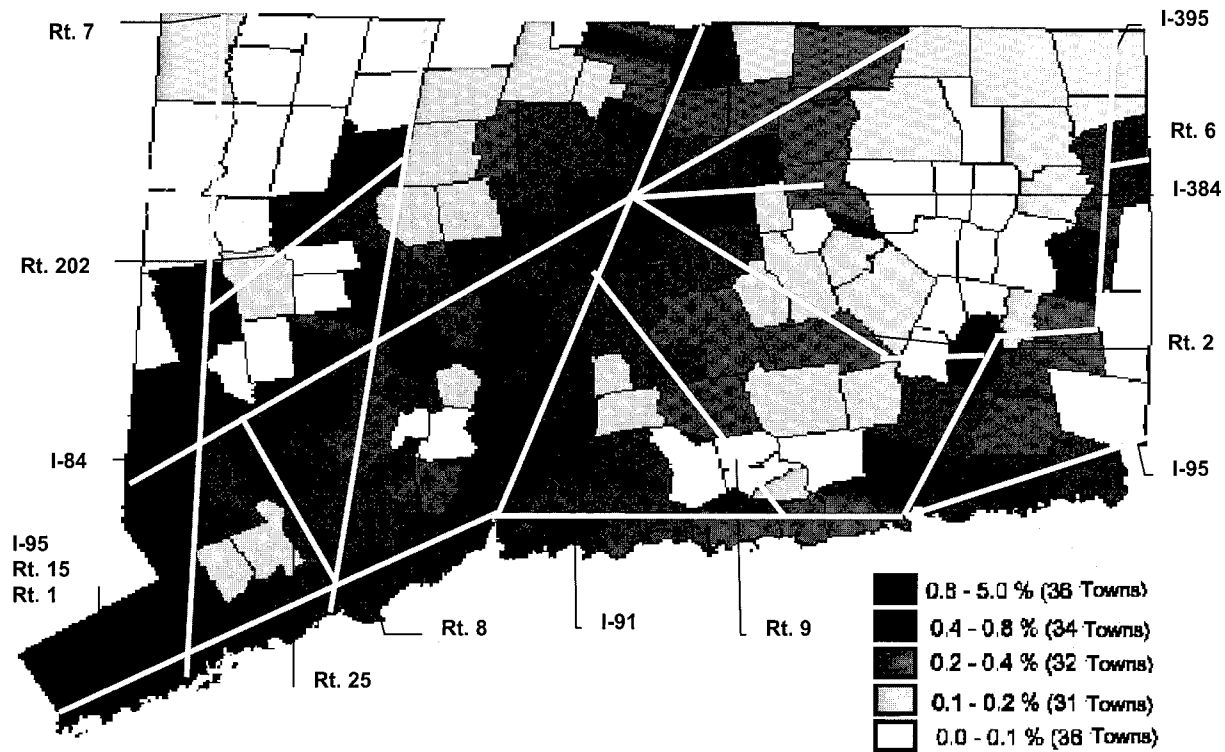 Rt. 7
I-395
Rt. 6
I-384
Rt. 202
Rt. 2
I-84
I-95
I-95
Rt. 15
Rt. 1
Rt. 8
I-91
Rt. 9
Rt. 25
0.8 - 5.0 % (36 Towns)
0.4 - 0.8 % (34 Towns)
0.2 - 0.4 % (32 Towns)
0.1 - 0.2 % (31 Towns)
0.0 - 0.1 % (36 Towns)